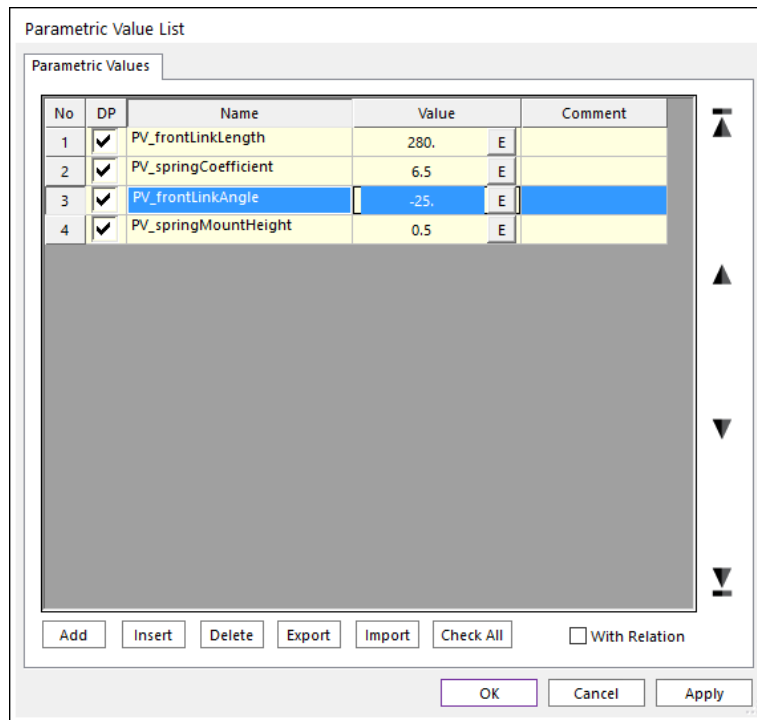 Parametric Value List
Parametric Values
No DP Name Value Comment
1 PV_frontLinkLength 280. E
2 PV_springCoefficient 6.5 E
3 PV_frontLinkAngle -25. E
4 PV_springMountHeight 0.5 E
Add Insert Delete Export Import Check All With Relation
OK Cancel Apply